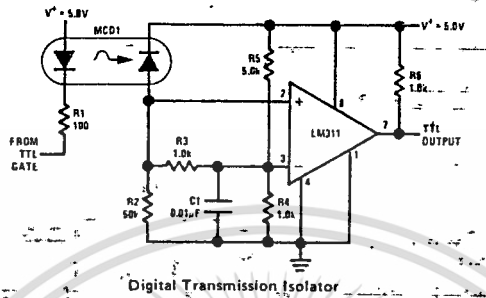 V+ = 5.0V
MCD1
V+ = 5.0V
R1
100
FROM
TTL
GATE
R5
5.0k
R6
1.0k
2
+
8
LM311
7
TTL
OUTPUT
R3
1.0k
3
−
4
1
R2
50k
C1
0.01µF
R4
1.0k
Digital Transmission Isolator